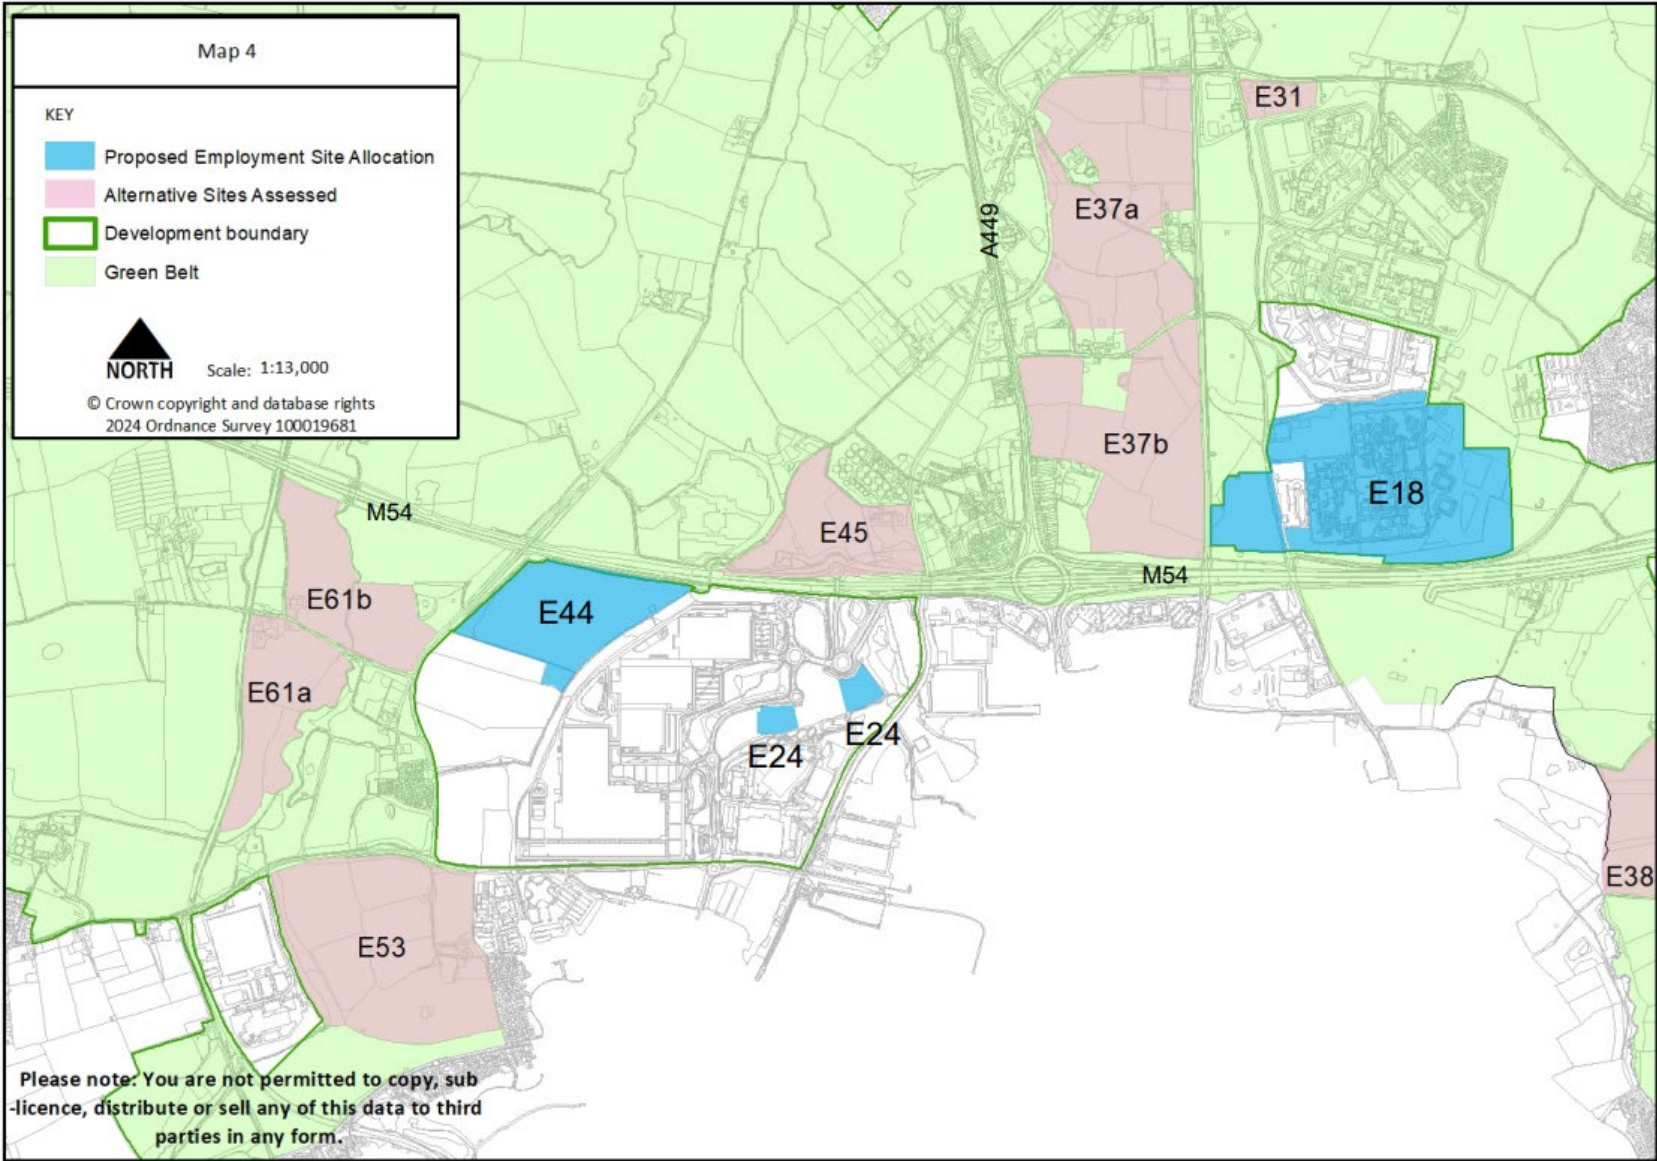 Map 4
KEY
Proposed Employment Site Allocation
Alternative Sites Assessed
Development boundary
Green Belt
NORTH
Scale: 1:13,000
© Crown copyright and database rights
2024 Ordnance Survey 100019681
E31
E37a
A449
E37b
E18
M54
E45
M54
E61b
E44
E61a
E24
E24
E38
E53
Please note: You are not permitted to copy, sub
-licence, distribute or sell any of this data to third
parties in any form.